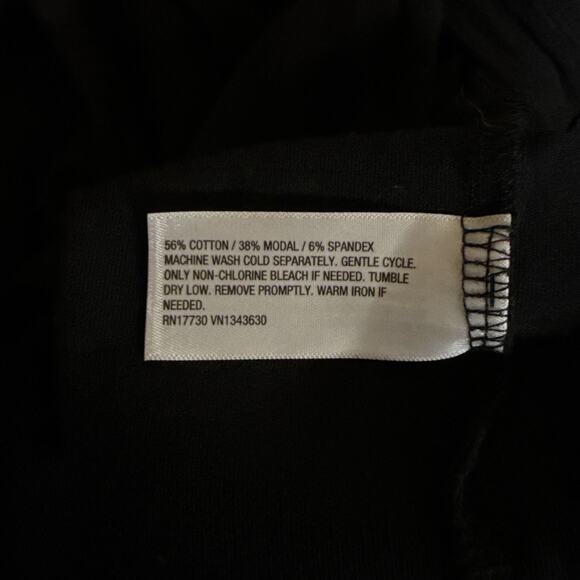 56% COTTON / 38% MODAL / 6% SPANDEX
MACHINE WASH COLD SEPARATELY. GENTLE CYCLE.
ONLY NON-CHLORINE BLEACH IF NEEDED. TUMBLE
DRY LOW. REMOVE PROMPTLY. WARM IRON IF
NEEDED.
RN17730 VN1343630